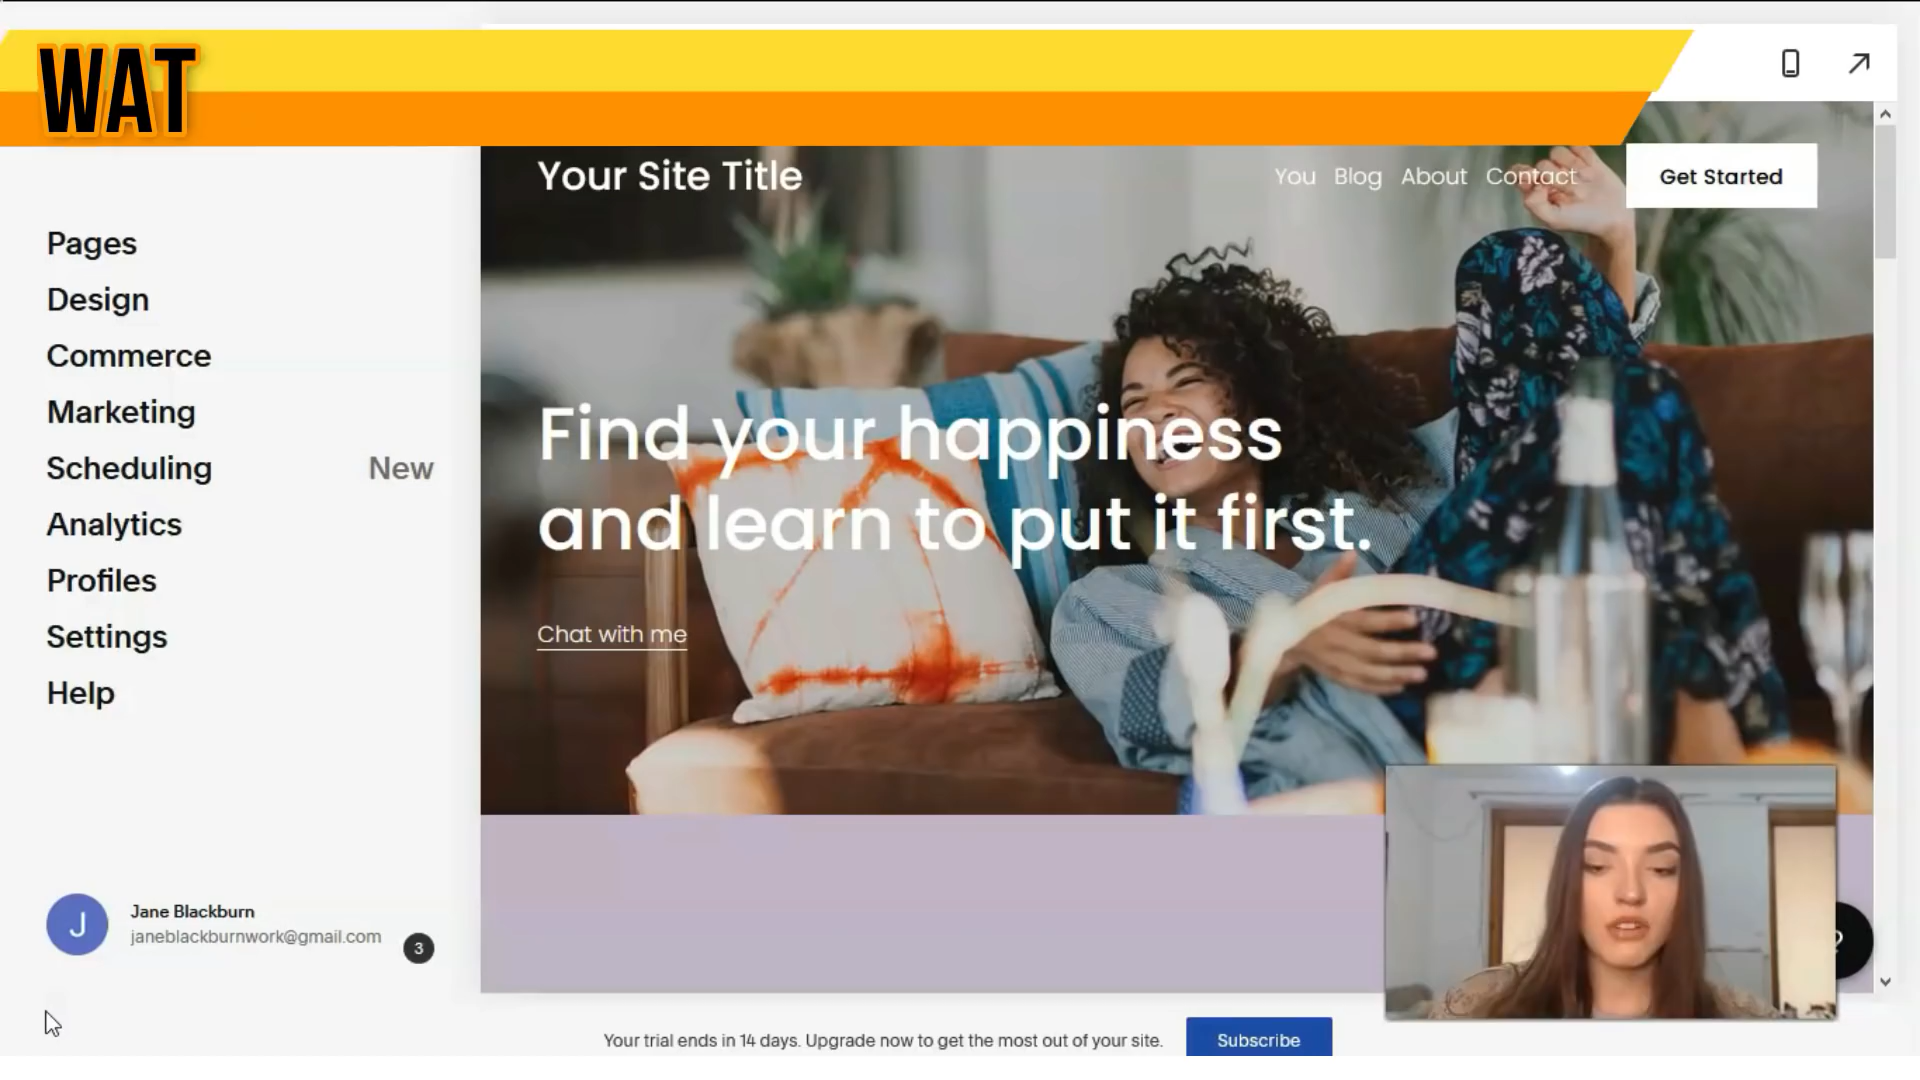 WAT
Your Site Title
You Blog About Contact
Get Started
Pages
Design
Commerce
Marketing
Scheduling New
Analytics
Profiles
Settings
Help
Find your happiness
and learn to put it first.
Chat with me
J
Jane Blackburn
janeblackburnwork@gmail.com
3
?
Your trial ends in 14 days. Upgrade now to get the most out of your site.
Subscribe